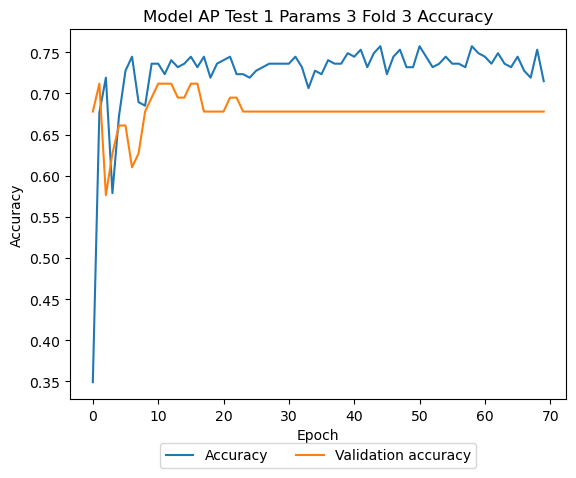 Model AP Test 1 Params 3 Fold 3 Accuracy
0.75
0.70
0.65
0.60
0.55
0.50
0.45
0.40
0.35
Accuracy
0 10 20 30 40 50 60 70
Epoch
Accuracy Validation accuracy